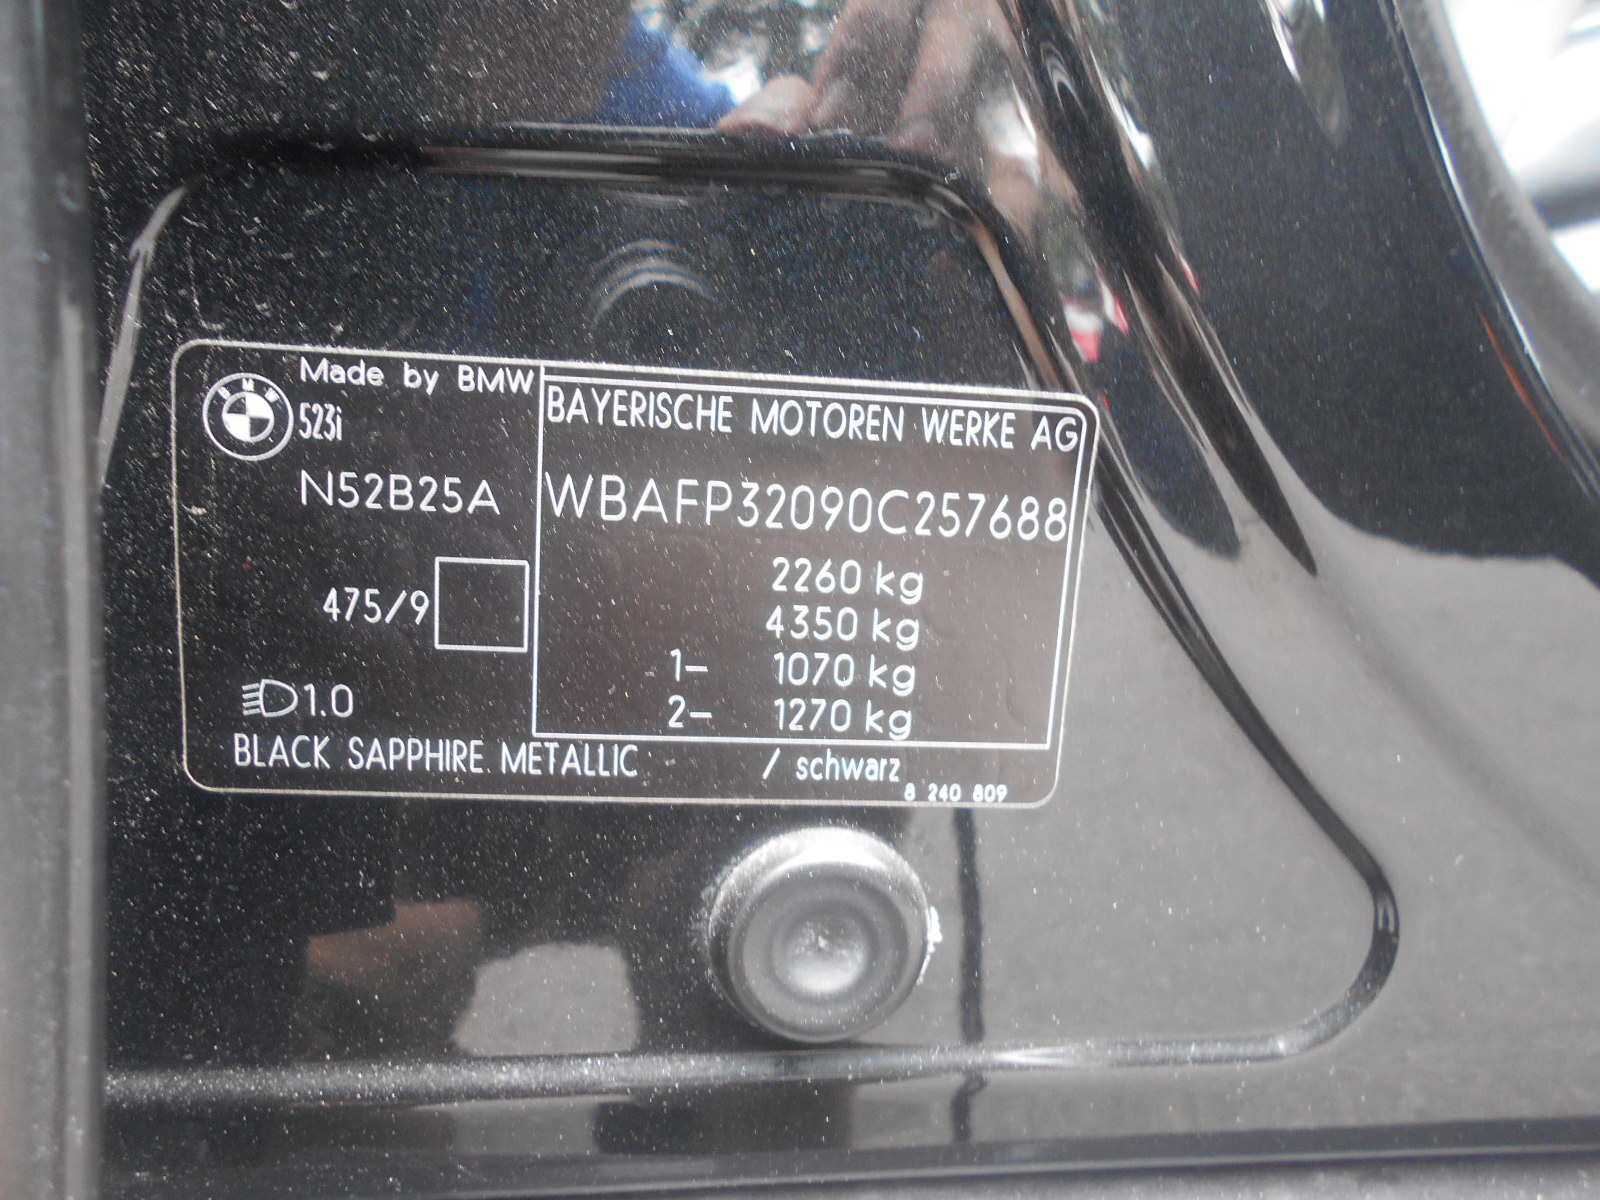 Made by BMW
523i
N52B25A
475/9
1.0
BLACK SAPPHIRE METALLIC / schwarz
8 240 809
BAYERISCHE MOTOREN WERKE AG
WBAFP32090C257688
2260 kg
4350 kg
1- 1070 kg
2- 1270 kg
BMW